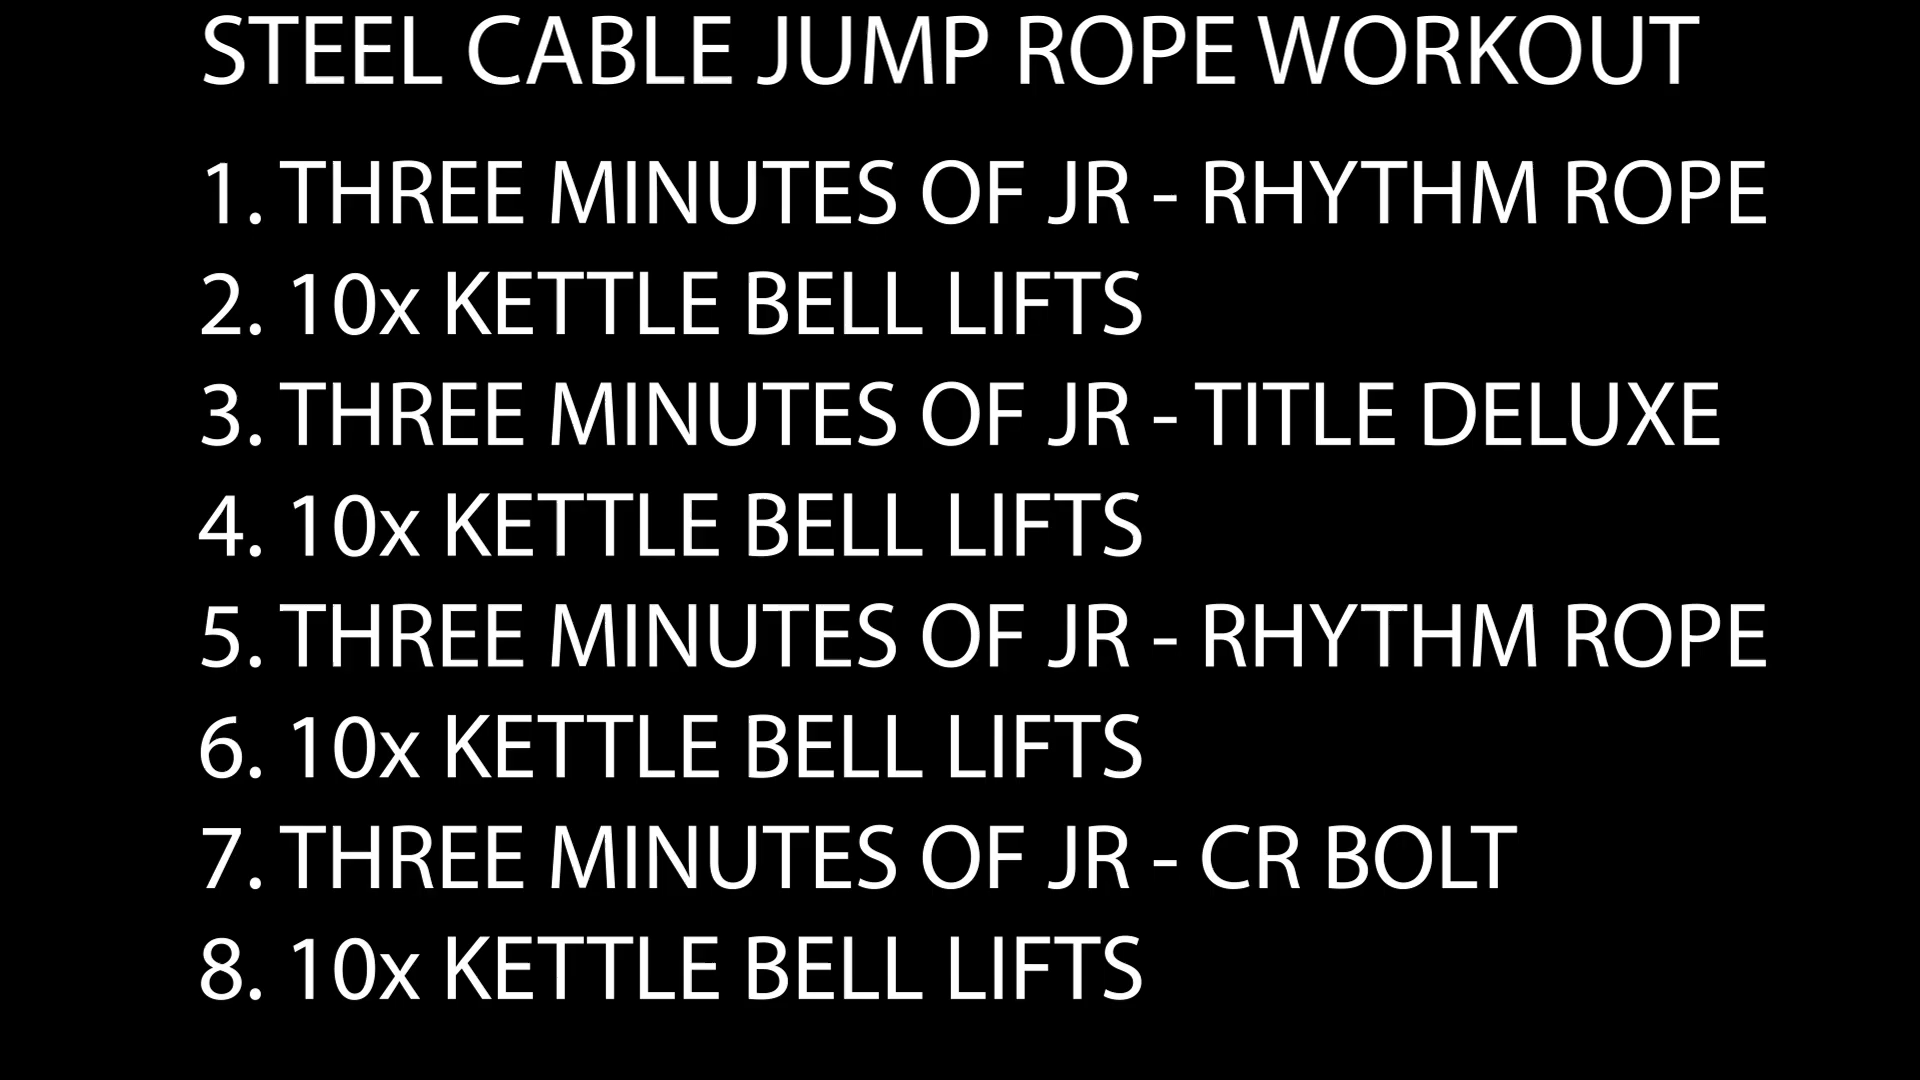 STEEL CABLE JUMP ROPE WORKOUT
1. THREE MINUTES OF JR - RHYTHM ROPE
2. 10x KETTLE BELL LIFTS
3. THREE MINUTES OF JR - TITLE DELUXE
4. 10x KETTLE BELL LIFTS
5. THREE MINUTES OF JR - RHYTHM ROPE
6. 10x KETTLE BELL LIFTS
7. THREE MINUTES OF JR - CR BOLT
8. 10x KETTLE BELL LIFTS